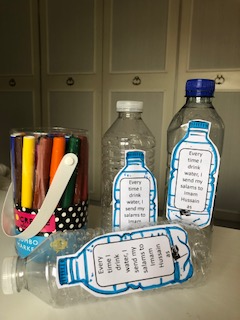 Every
time I
drink
water, I
send my
salams to
Imam
Every
time I
drink
water, I
send my
salams to
Imam
Hussain
as
Every
time I
drink
water, I
send my
salams to
Imam
Hussain
as